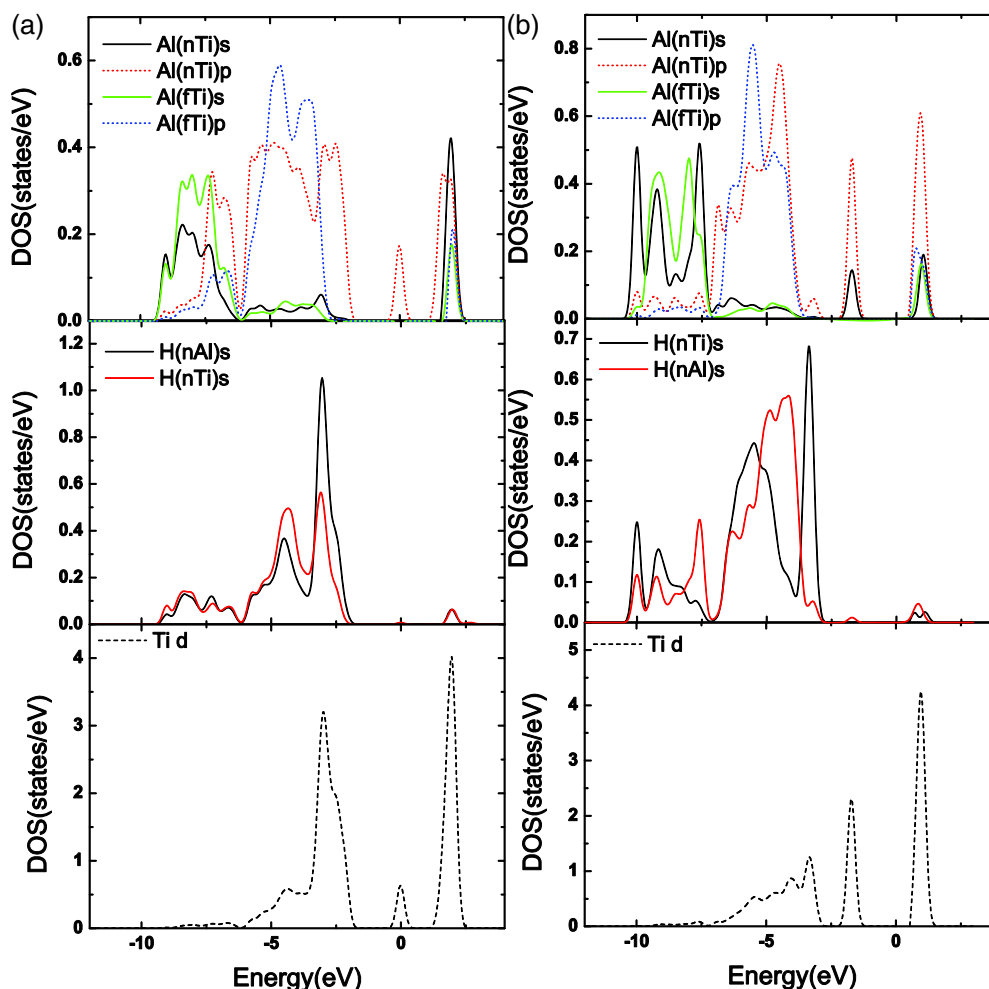 (a)
Al(nTi)s
Al(nTi)p
Al(fTi)s
Al(fTi)p
0.6
0.4
0.2
0.0
DOS(states/eV)
H(nAl)s
H(nTi)s
1.2
1.0
0.8
0.6
0.4
0.2
0.0
DOS(states/eV)
Ti d
4
3
2
1
0
DOS(states/eV)
-10
-5
0
Energy(eV)
(b)
Al(nTi)s
Al(nTi)p
Al(fTi)s
Al(fTi)p
0.8
0.6
0.4
0.2
0.0
DOS(states/eV)
H(nTi)s
H(nAl)s
0.7
0.6
0.5
0.4
0.3
0.2
0.1
0.0
DOS(states/eV)
Ti d
5
4
3
2
1
0
DOS(states/eV)
-10
-5
0
Energy(eV)